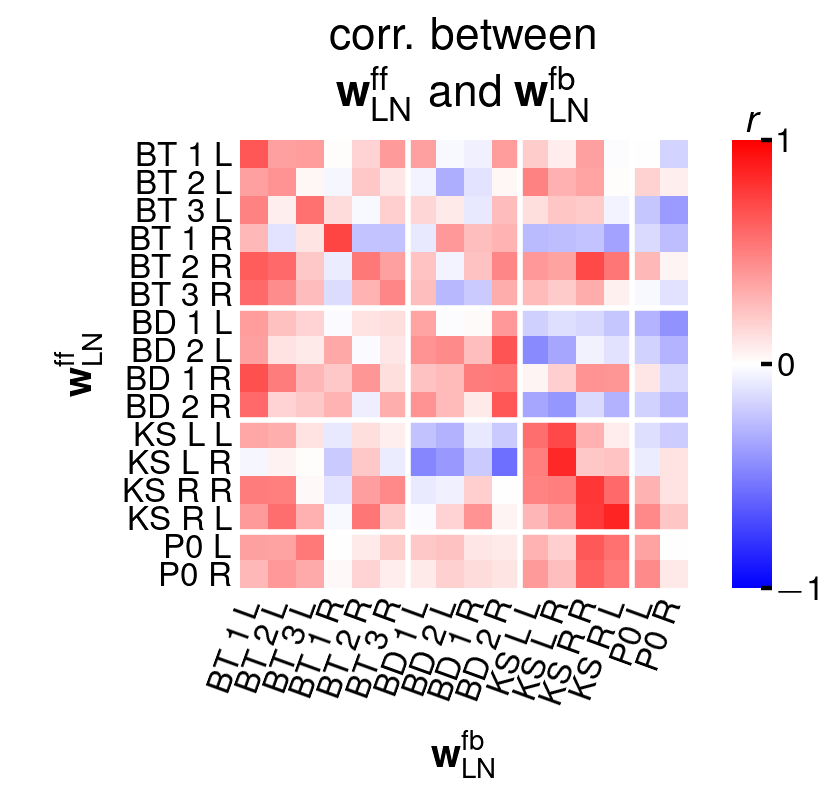 corr. between
w^ff_LN and w^fb_LN
r
1
0
−1
w^ff_LN
BT 1 L
BT 2 L
BT 3 L
BT 1 R
BT 2 R
BT 3 R
BD 1 L
BD 2 L
BD 1 R
BD 2 R
KS L L
KS L R
KS R R
KS R L
P0 L
P0 R
BT 1 L
BT 2 L
BT 3 L
BT 1 R
BT 2 R
BT 3 R
BD 1 L
BD 2 L
BD 1 R
BD 2 R
KS L L
KS L R
KS R R
KS R L
P0 L
P0 R
w^fb_LN